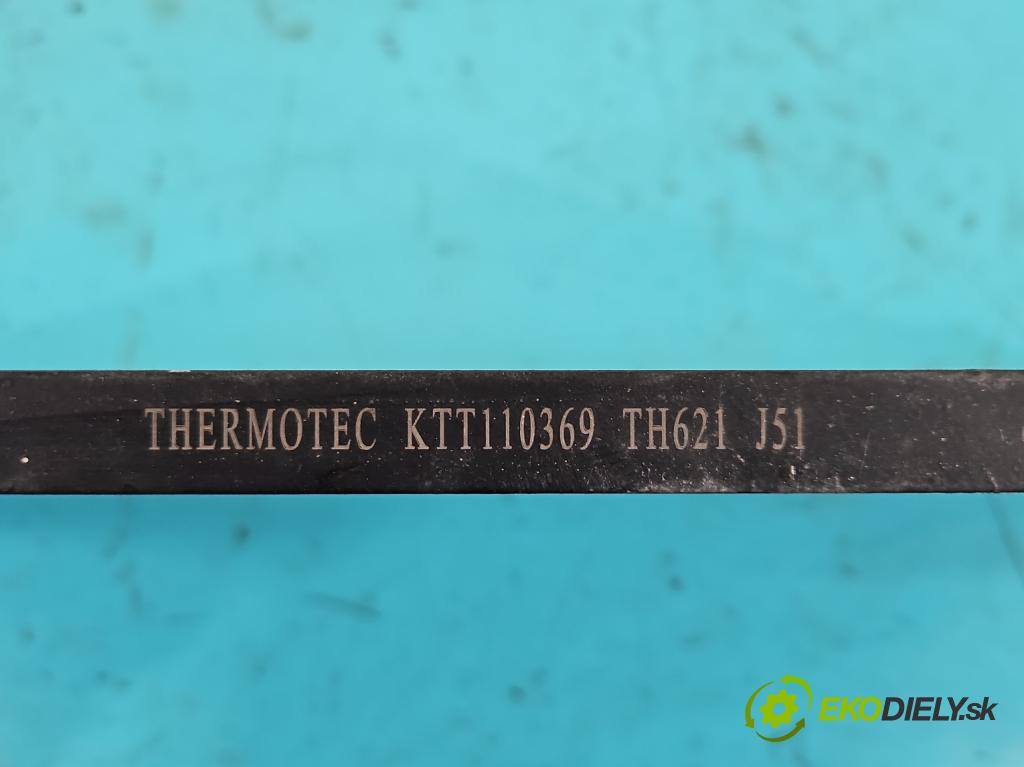 THERMOTEC KTT110369 TH621 J51
EKODIELY.sk